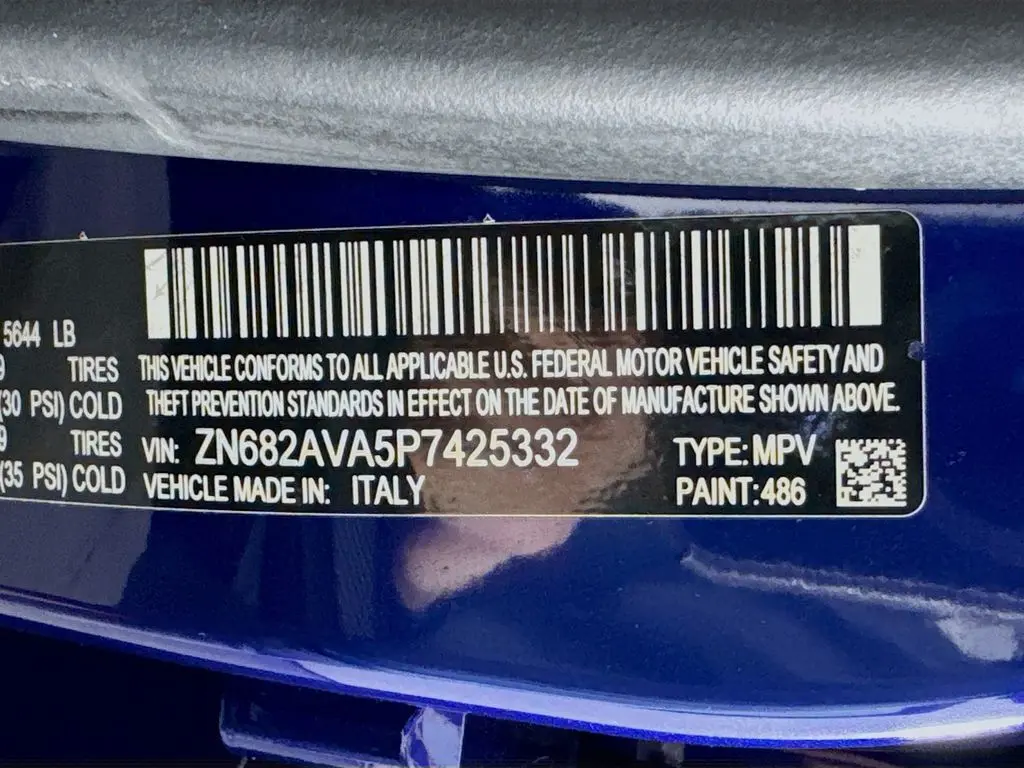 5644 LB
9 TIRES
(30 PSI) COLD
9 TIRES
(35 PSI) COLD
THIS VEHICLE CONFORMS TO ALL APPLICABLE U.S. FEDERAL MOTOR VEHICLE SAFETY AND
THEFT PREVENTION STANDARDS IN EFFECT ON THE DATE OF MANUFACTURE SHOWN ABOVE.
VIN: ZN682AVA5P7425332
VEHICLE MADE IN: ITALY
TYPE: MPV
PAINT: 486